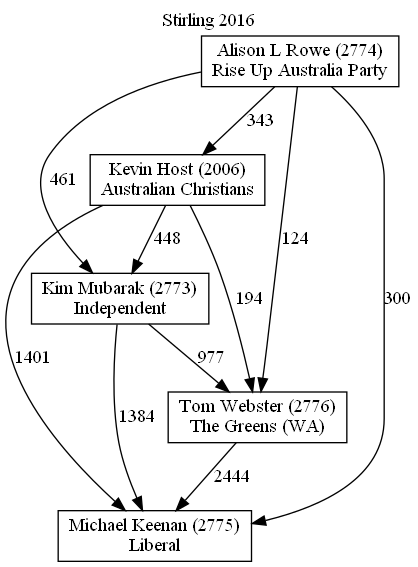 Stirling 2016
Alison L Rowe (2774)
Rise Up Australia Party
343
Kevin Host (2006)
Australian Christians
461
448
194
124
300
Kim Mubarak (2773)
Independent
1401
1384
977
Tom Webster (2776)
The Greens (WA)
2444
Michael Keenan (2775)
Liberal